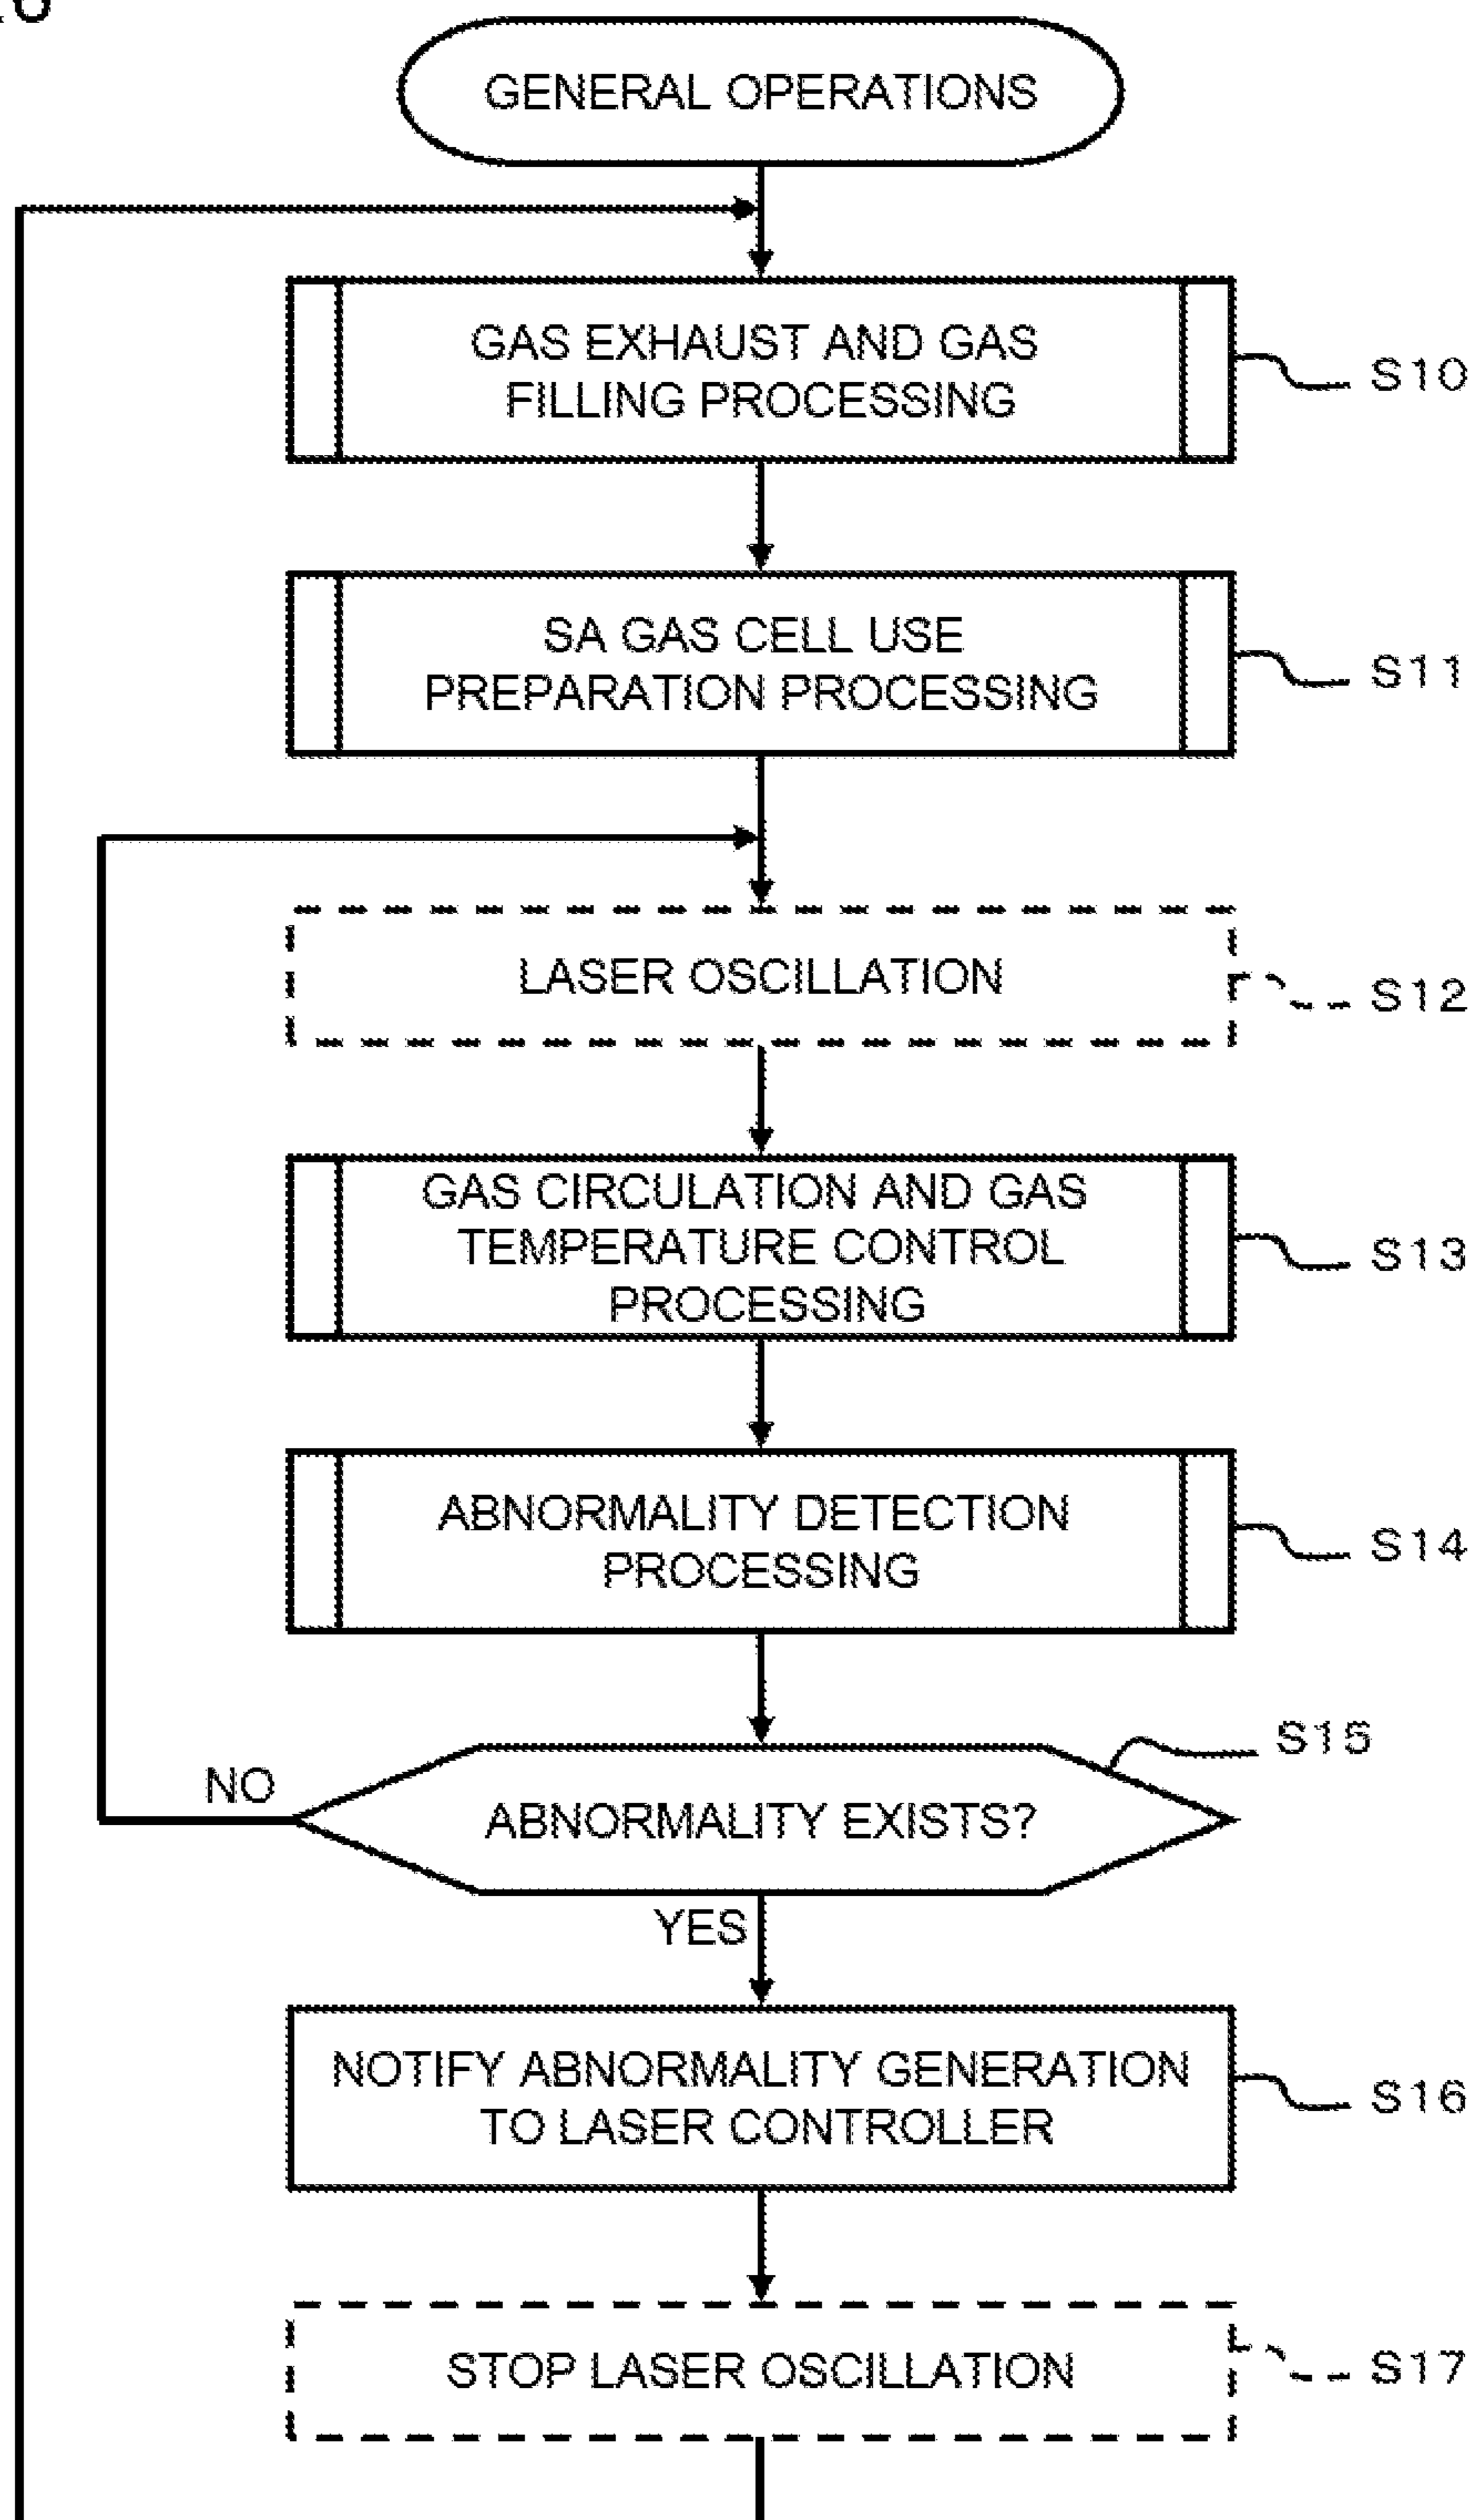 GENERAL OPERATIONS
GAS EXHAUST AND GAS
FILLING PROCESSING
S10
SA GAS CELL USE
PREPARATION PROCESSING
S11
LASER OSCILLATION
S12
GAS CIRCULATION AND GAS
TEMPERATURE CONTROL
PROCESSING
S13
ABNORMALITY DETECTION
PROCESSING
S14
S15
NO
ABNORMALITY EXISTS?
YES
NOTIFY ABNORMALITY GENERATION
TO LASER CONTROLLER
S16
STOP LASER OSCILLATION
S17